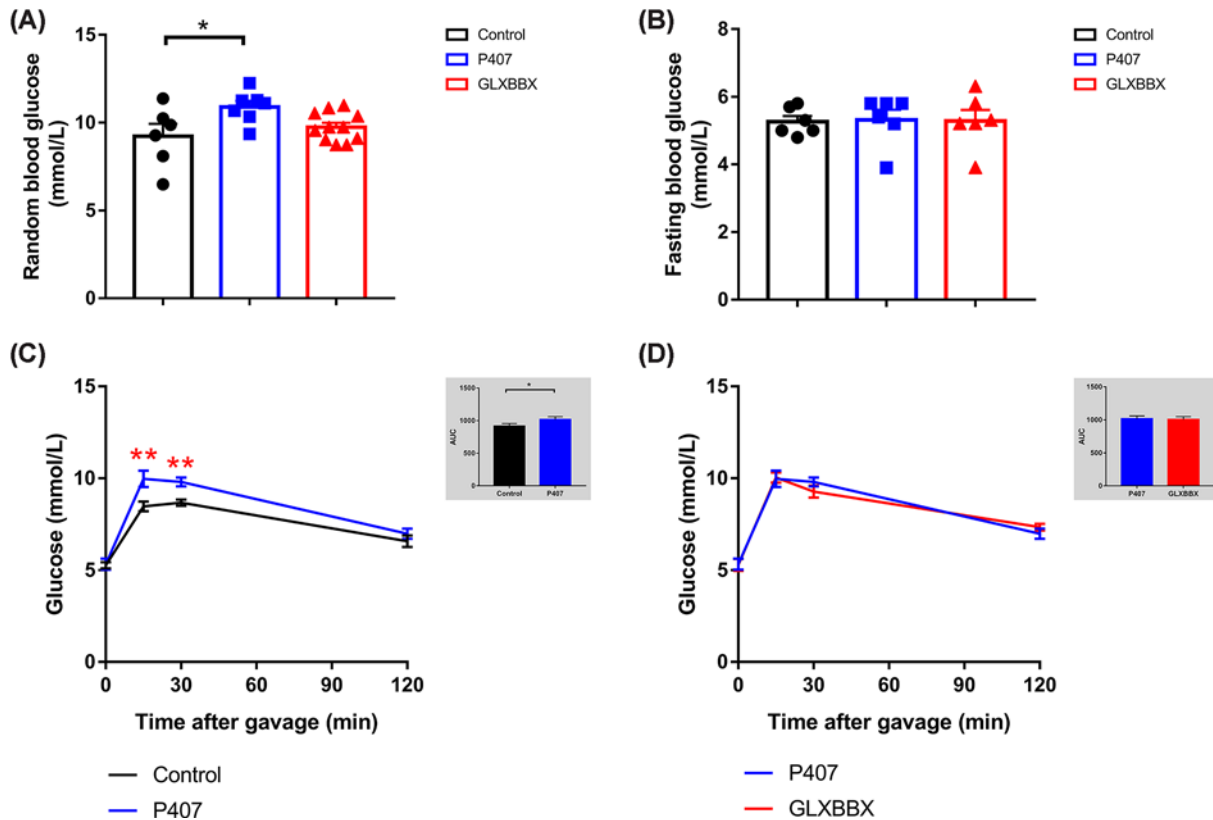 (A)
*
15
10
5
0
Random blood glucose
(mmol/L)
Control
P407
GLXBBX
(B)
8
6
4
2
0
Fasting blood glucose
(mmol/L)
Control
P407
GLXBBX
(C)
15
10
5
0
Glucose (mmol/L)
** **
0 30 60 90 120
Time after gavage (min)
1500
1000
500
0
AUC
*
Control P407
Control
P407
(D)
15
10
5
0
Glucose (mmol/L)
0 30 60 90 120
Time after gavage (min)
1500
1000
500
0
AUC
P407 GLXBBX
P407
GLXBBX